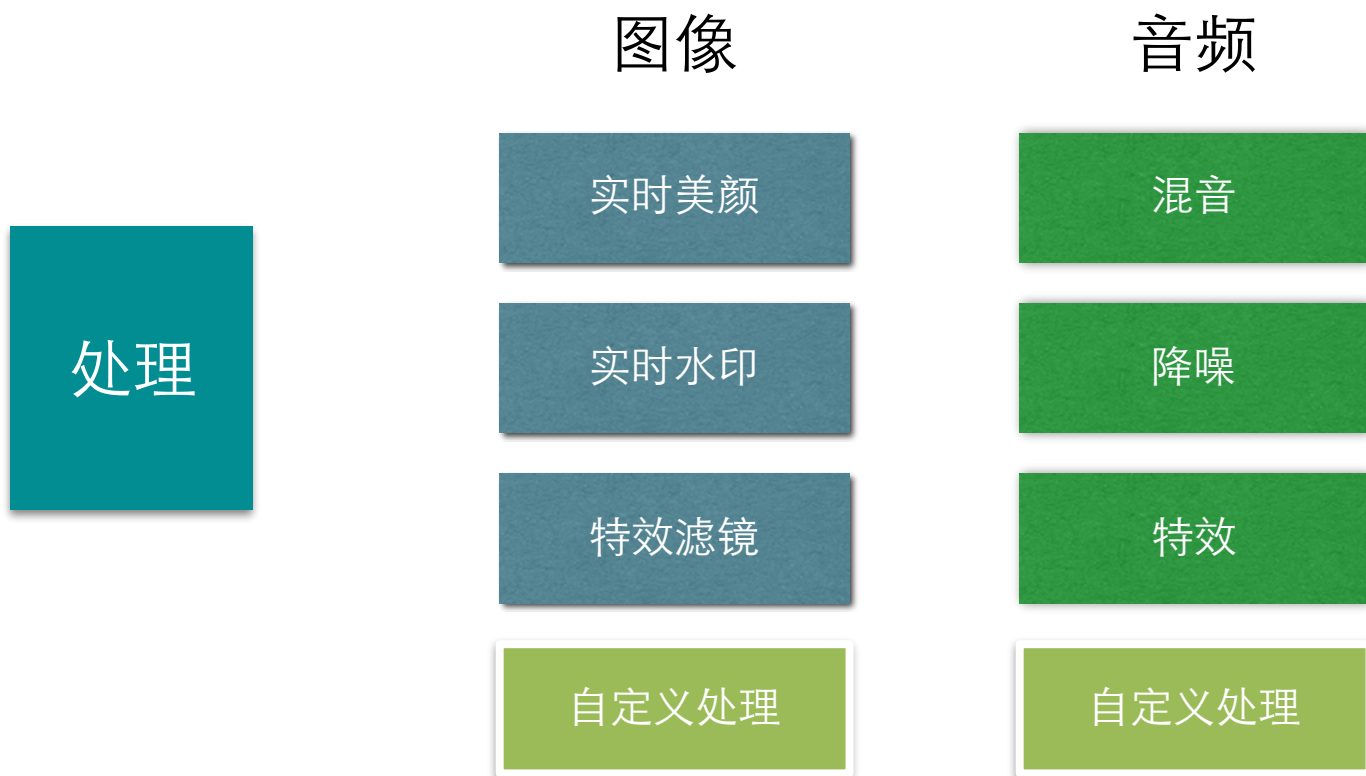 图像
音频
实时美颜
混音
处理
实时水印
降噪
特效滤镜
特效
自定义处理
自定义处理